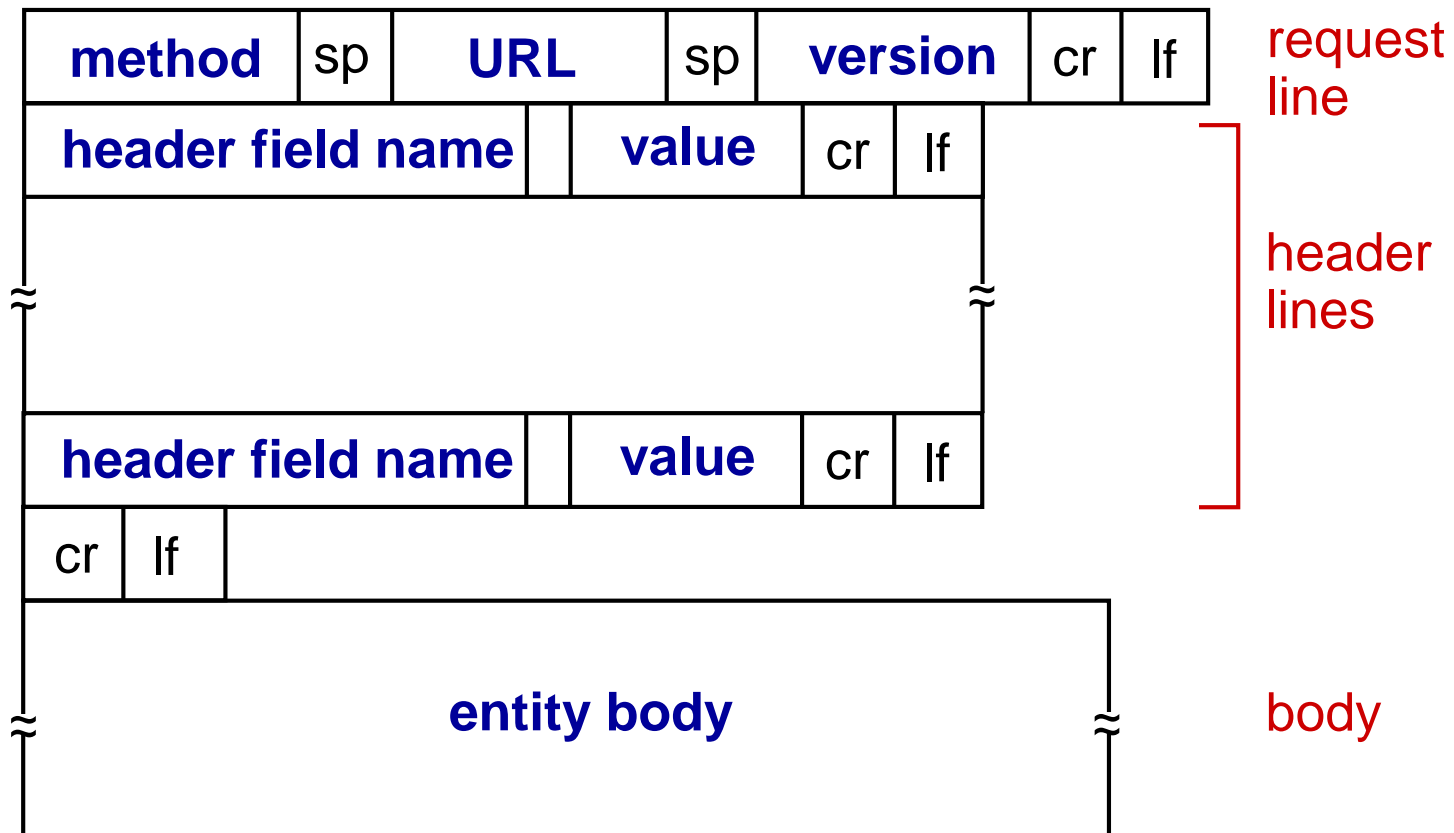 method sp URL sp version cr lf request
line
header field name value cr lf
header
lines
header field name value cr lf
cr lf
entity body body